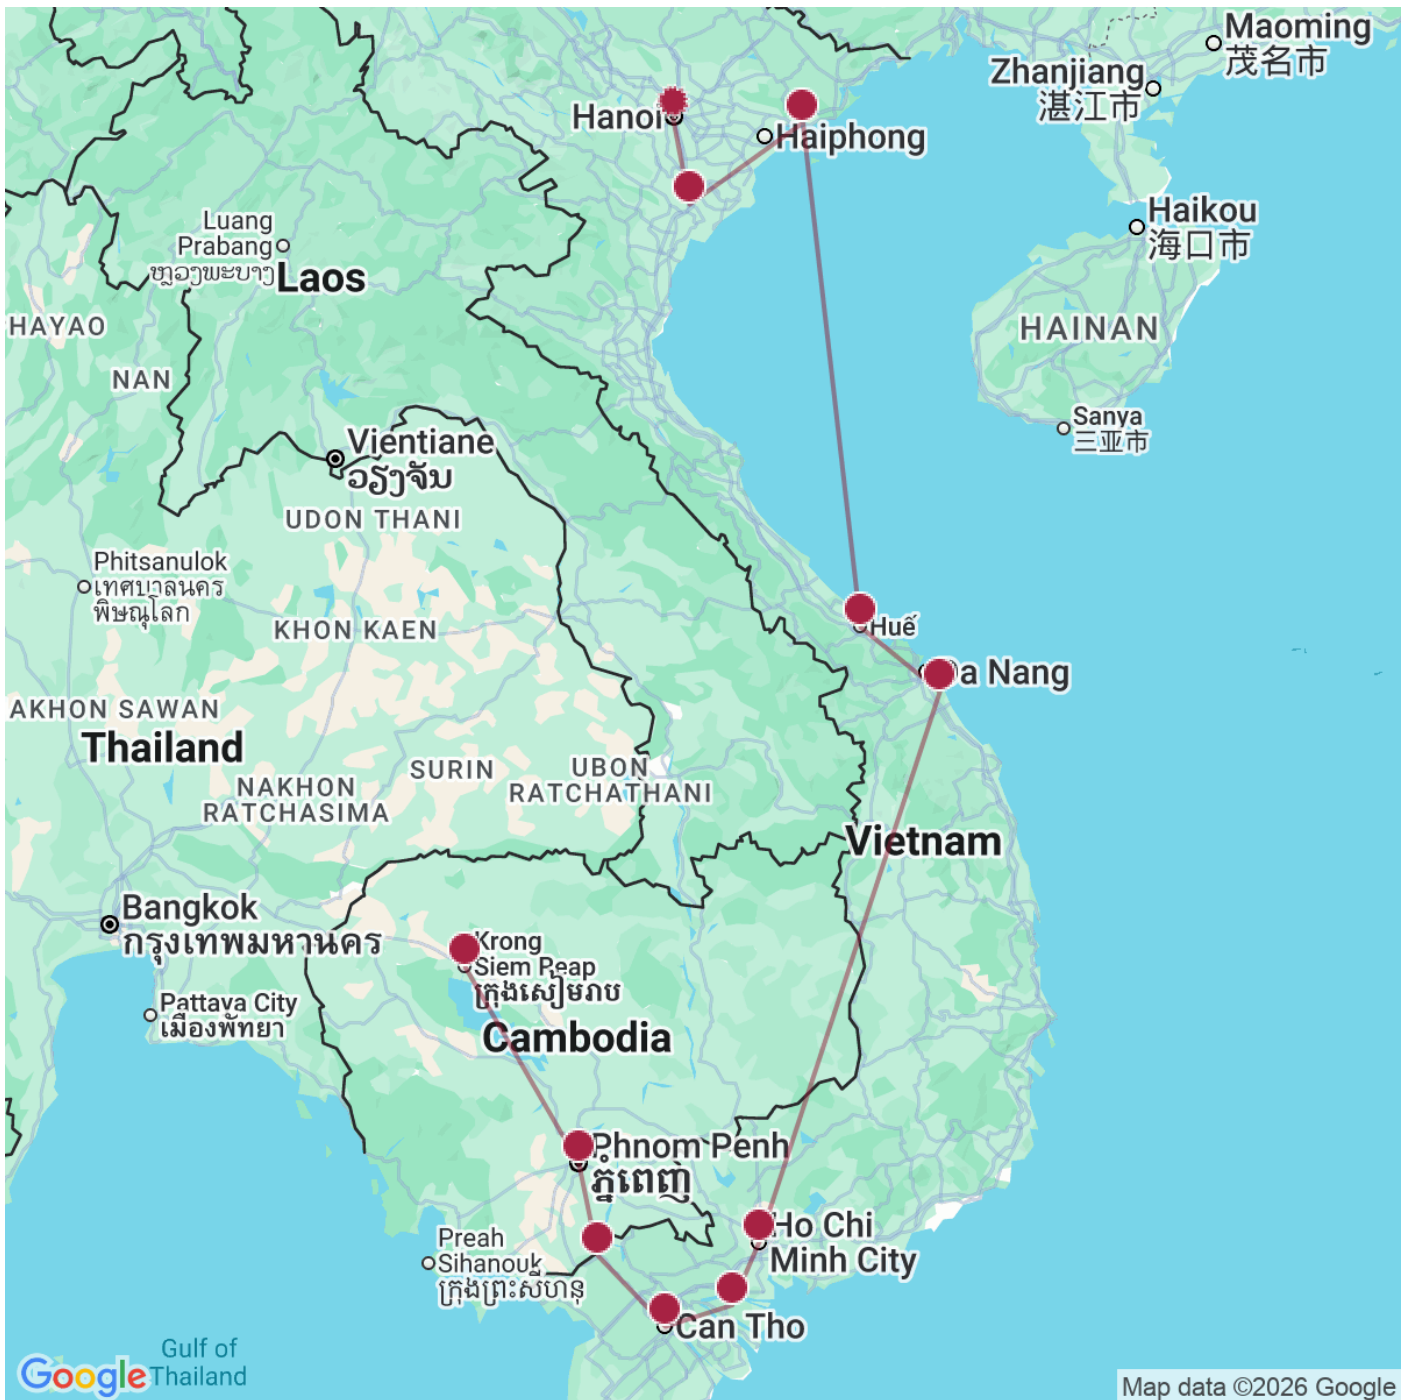 Maoming
茂名市
Zhanjiang
湛江市
Hanoi
Haiphong
Haikou
海口市
Luang
Prabang
ຫຼວງພະບາງ
Laos
HAINAN
HAYAO
NAN
Sanya
三亚市
Vientiane
ວຽງຈັນ
UDON THANI
Phitsanulok
เทศบาลนคร
พิษณุโลก
KHON KAEN
Huế
Da Nang
AKHON SAWAN
Thailand
SURIN
UBON
RATCHATHANI
NAKHON
RATCHASIMA
Vietnam
Bangkok
กรุงเทพมหานคร
Krong
Siem Reap
ក្រុងសៀមរាប
Pattaya City
เมืองพัทยา
Cambodia
Phnom Penh
ភ្នំពេញ
Ho Chi
Minh City
Preah
Sihanouk
ក្រុងព្រះសីហនុ
Can Tho
Gulf of
Thailand
Google
Map data ©2026 Google